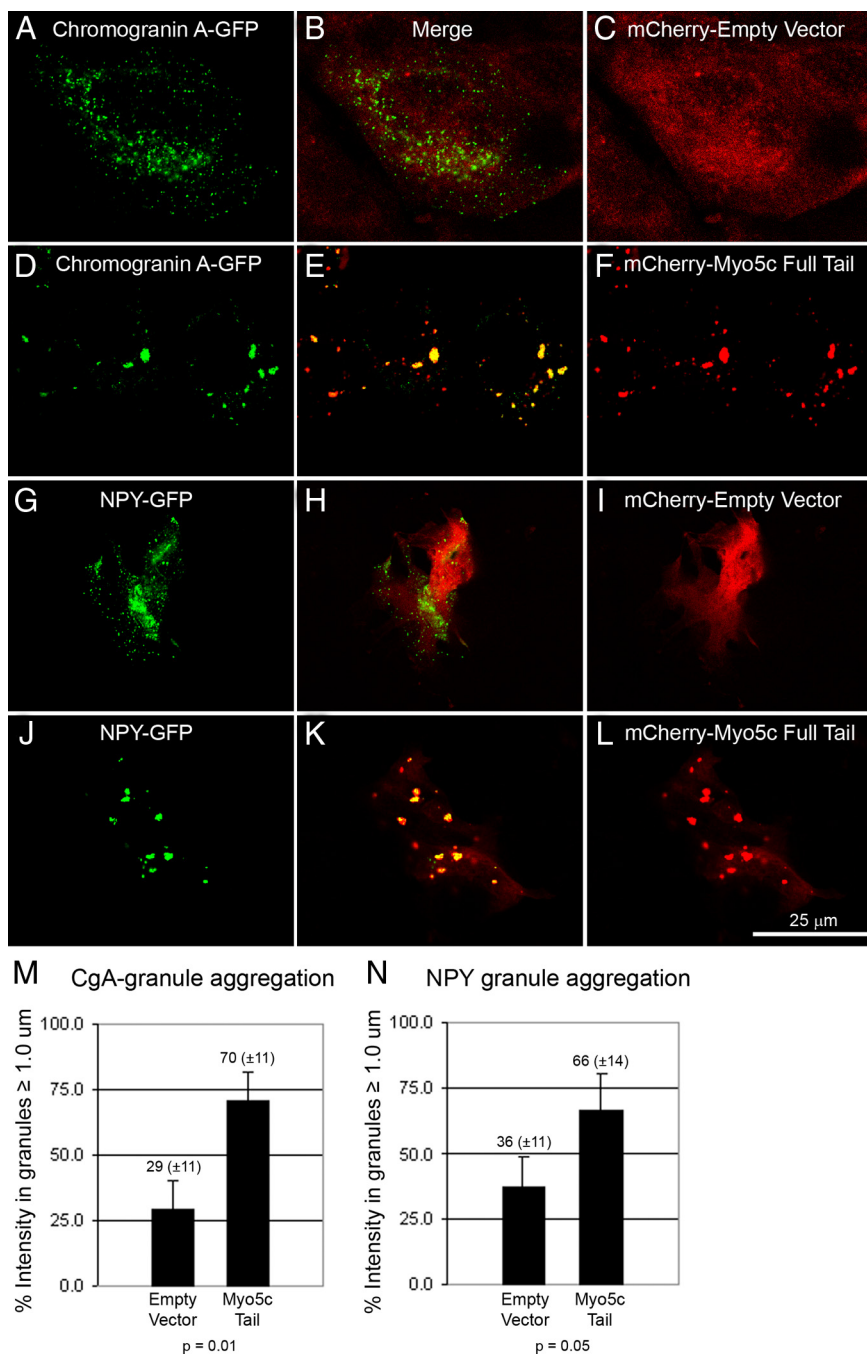 A Chromogranin A-GFP
B Merge
C mCherry-Empty Vector
D Chromogranin A-GFP
E
F mCherry-Myo5c Full Tail
G NPY-GFP
H
I mCherry-Empty Vector
J NPY-GFP
K
L mCherry-Myo5c Full Tail
25 μm
M CgA-granule aggregation
% Intensity in granules ≥ 1.0 um
100.0
75.0
50.0
25.0
0.0
29 (±11)
70 (±11)
Empty Vector
Myo5c Tail
p = 0.01
N NPY granule aggregation
% Intensity in granules ≥ 1.0 um
100.0
75.0
50.0
25.0
0.0
36 (±11)
66 (±14)
Empty Vector
Myo5c Tail
p = 0.05